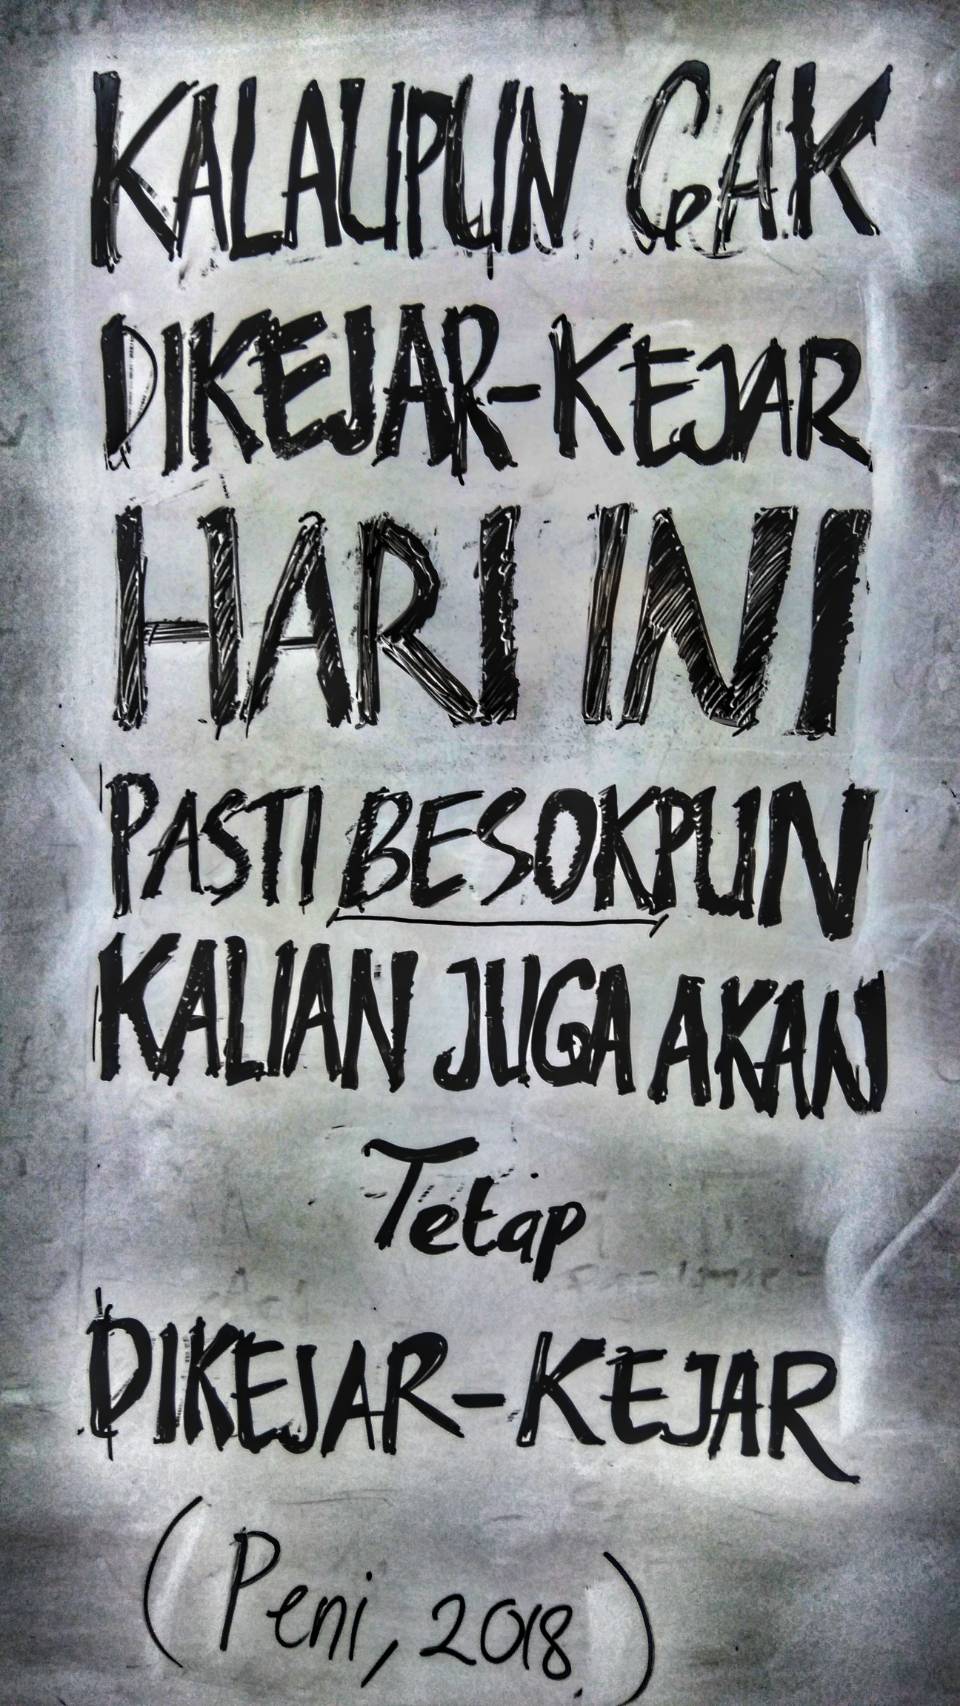 KALAUPUN GAK
DIKEJAR-KEJAR
HARI INI
PASTI BESOKPUN
KALIAN JUGA AKAN
Tetap
DIKEJAR-KEJAR
(Peni, 2018.)